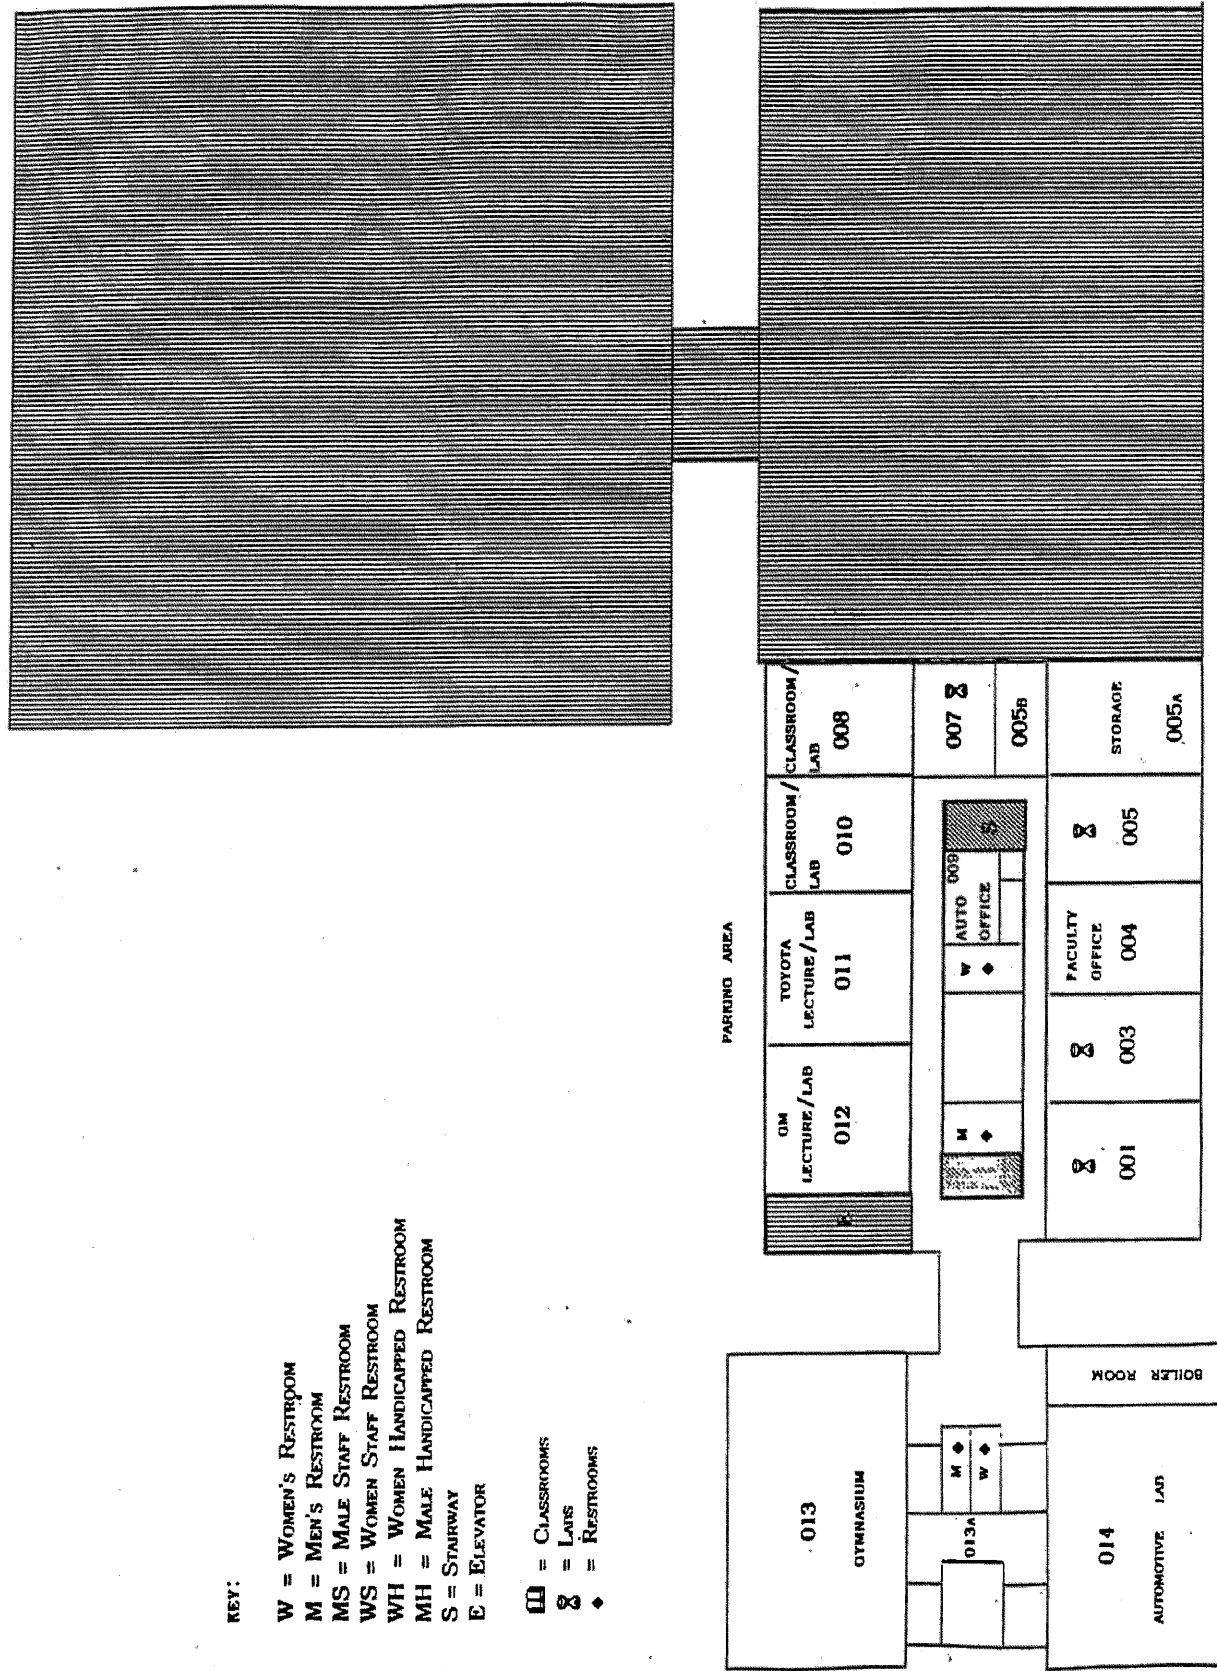 KEY:
W = WOMEN'S RESTROOM
M = MEN'S RESTROOM
MS = MALE STAFF RESTROOM
WS = WOMEN STAFF RESTROOM
WH = WOMEN HANDICAPPED RESTROOM
MH = MALE HANDICAPPED RESTROOM
S = STAIRWAY
E = ELEVATOR
= CLASSROOMS
= LABS
= RESTROOMS
PARKING AREA
013
GYMNASIUM
E
GM
LECTURE/LAB
012
TOYOTA
LECTURE/LAB
011
CLASSROOM/
LAB
010
CLASSROOM/
LAB
008
M
W
013A
M
W
AUTO
OFFICE
009
S
007
005B
014
AUTOMOTIVE LAB
BOILER ROOM
001
003
FACULTY
OFFICE
004
005
STORAGE
005A